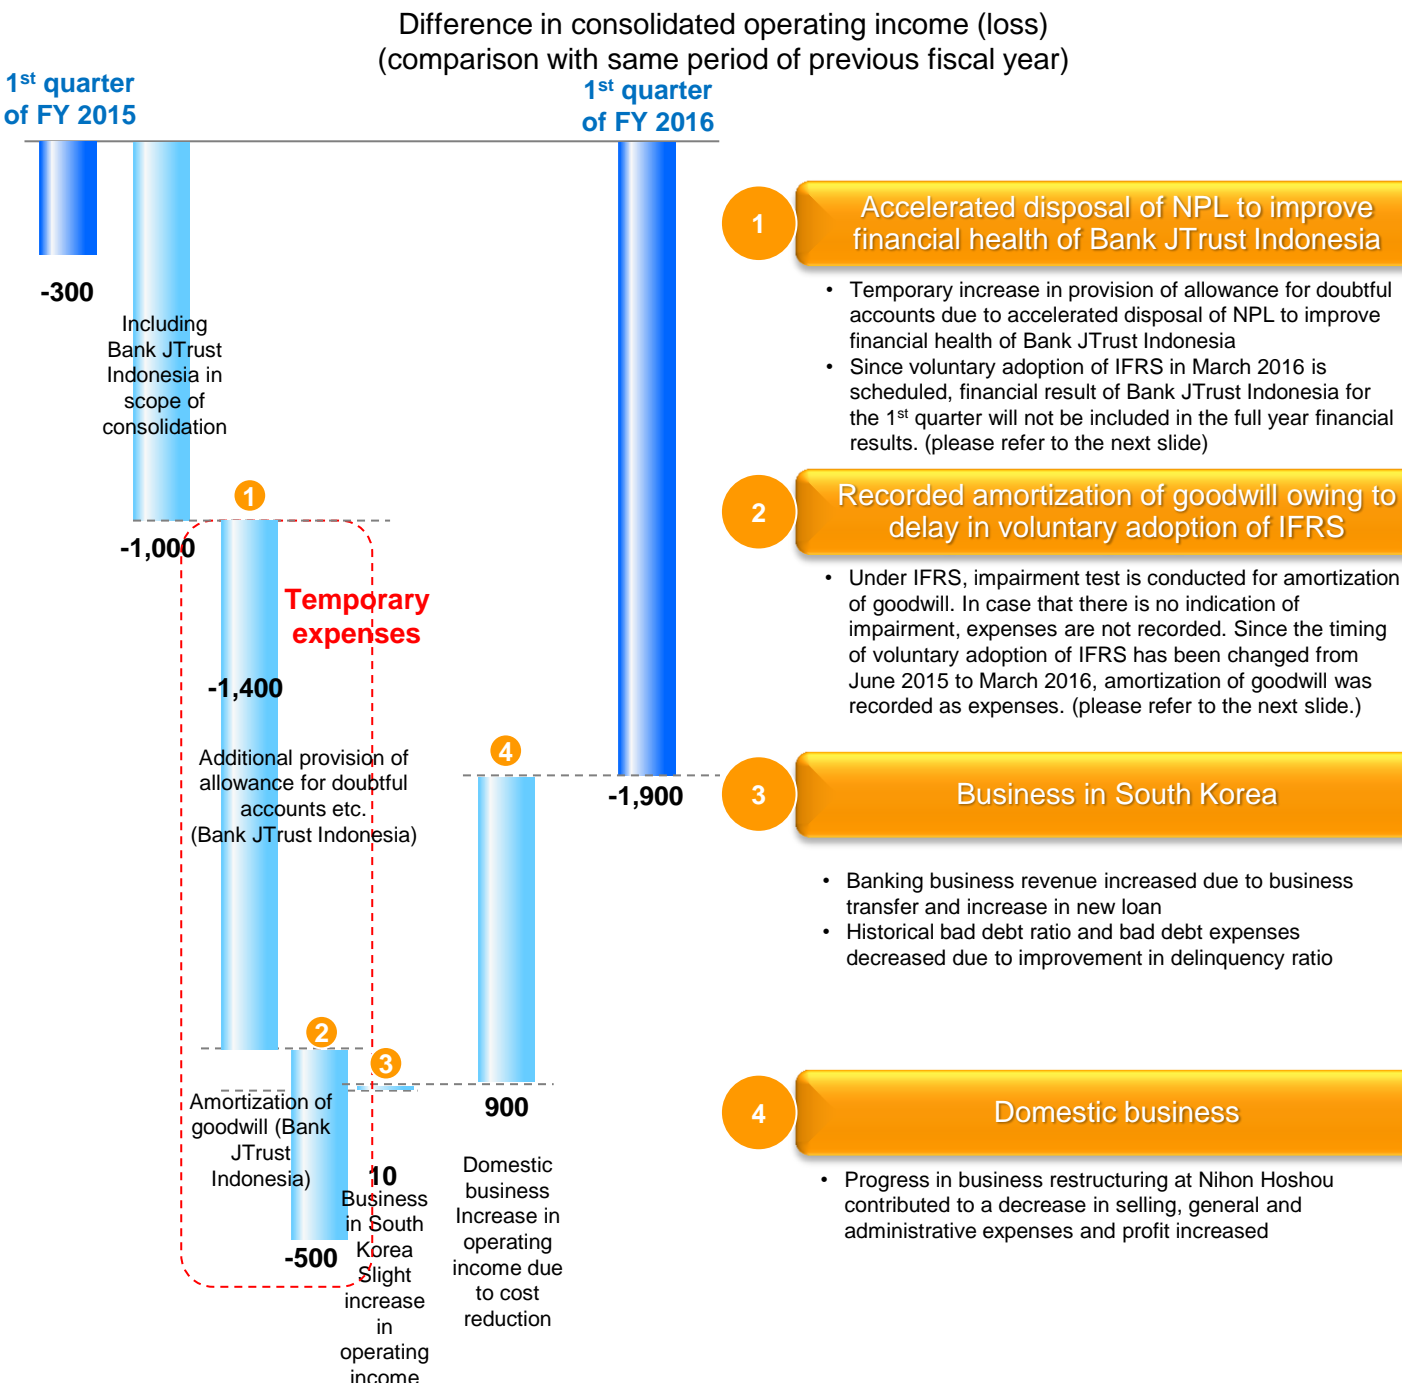 Difference in consolidated operating income (loss)
(comparison with same period of previous fiscal year)
1st quarter
of FY 2015
1st quarter
of FY 2016
-300
Including
Bank JTrust
Indonesia in
scope of
consolidation
-1,000
1
Temporary
expenses
-1,400
Additional provision of
allowance for doubtful
accounts etc.
(Bank JTrust Indonesia)
2
Amortization of
goodwill (Bank
JTrust
Indonesia)
-500
3
10
Business
in South
Korea
Slight
increase
in
operating
income
4
900
Domestic
business
Increase in
operating
income due
to cost
reduction
-1,900
1
Accelerated disposal of NPL to improve
financial health of Bank JTrust Indonesia
• Temporary increase in provision of allowance for doubtful
accounts due to accelerated disposal of NPL to improve
financial health of Bank JTrust Indonesia
• Since voluntary adoption of IFRS in March 2016 is
scheduled, financial result of Bank JTrust Indonesia for
the 1st quarter will not be included in the full year financial
results. (please refer to the next slide)
2
Recorded amortization of goodwill owing to
delay in voluntary adoption of IFRS
• Under IFRS, impairment test is conducted for amortization
of goodwill. In case that there is no indication of
impairment, expenses are not recorded. Since the timing
of voluntary adoption of IFRS has been changed from
June 2015 to March 2016, amortization of goodwill was
recorded as expenses. (please refer to the next slide.)
3
Business in South Korea
• Banking business revenue increased due to business
transfer and increase in new loan
• Historical bad debt ratio and bad debt expenses
decreased due to improvement in delinquency ratio
4
Domestic business
• Progress in business restructuring at Nihon Hoshou
contributed to a decrease in selling, general and
administrative expenses and profit increased